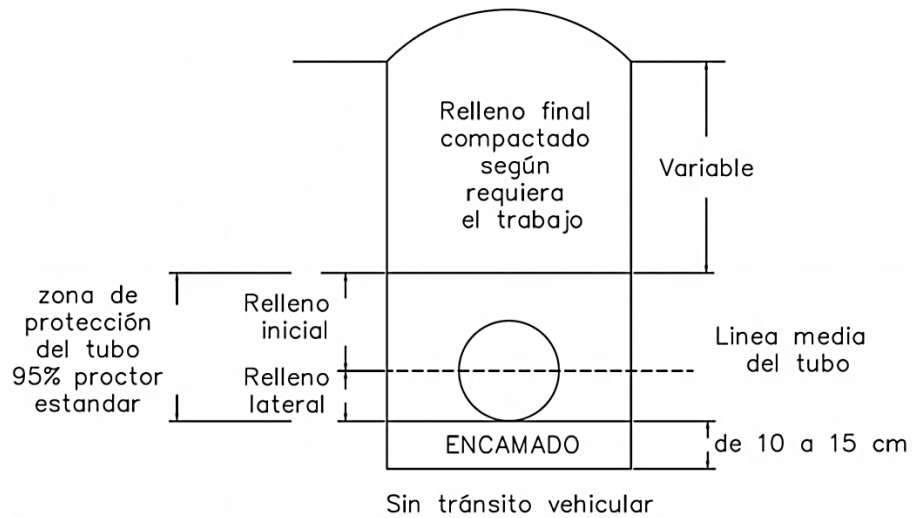 Relleno final
compactado
según
requiera
el trabajo
Variable
zona de
protección
del tubo
95% proctor
estandar
Relleno
inicial
Relleno
lateral
Linea media
del tubo
ENCAMADO
de 10 a 15 cm
Sin tránsito vehicular